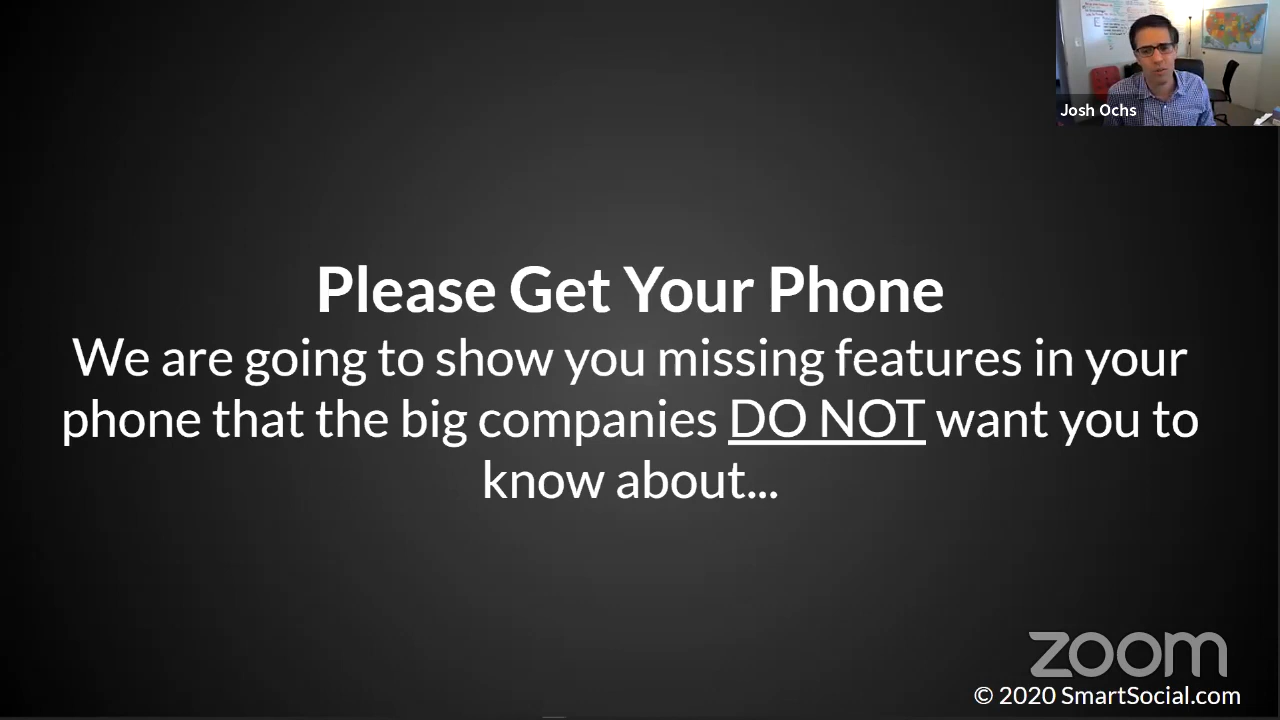 Josh Ochs
Please Get Your Phone
We are going to show you missing features in your
phone that the big companies DO NOT want you to
know about...
zoom
© 2020 SmartSocial.com